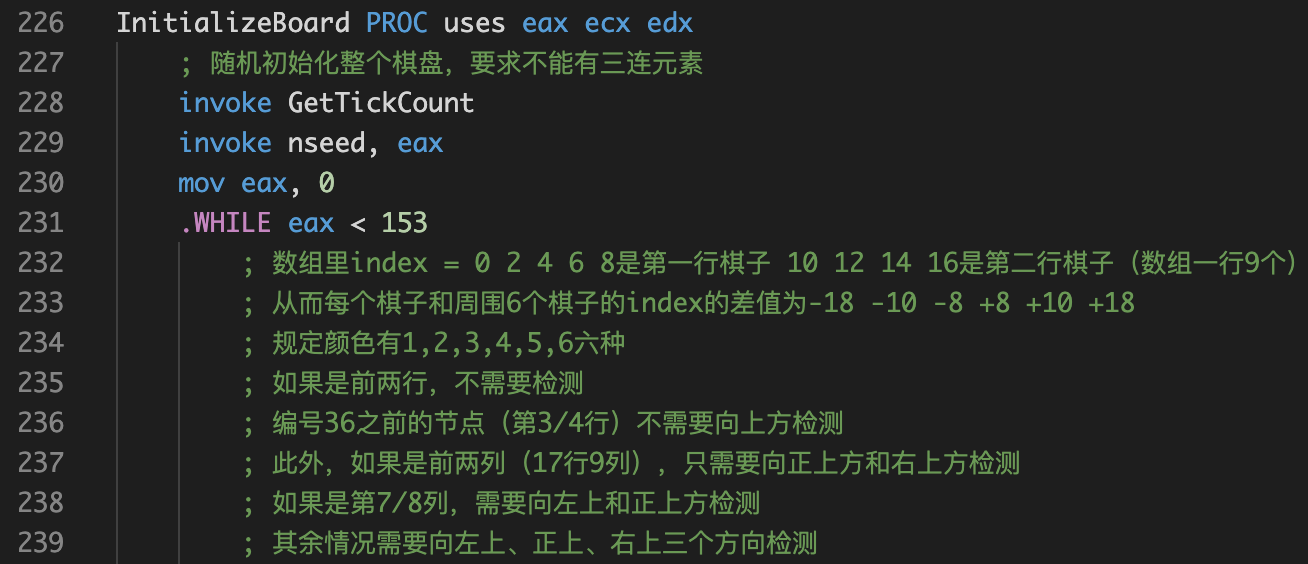 226 InitializeBoard PROC uses eax ecx edx
227 ; 随机初始化整个棋盘，要求不能有三连元素
228 invoke GetTickCount
229 invoke nseed, eax
230 mov eax, 0
231 .WHILE eax < 153
232 ; 数组里index = 0 2 4 6 8是第一行棋子 10 12 14 16是第二行棋子（数组一行9个）
233 ; 从而每个棋子和周围6个棋子的index的差值为-18 -10 -8 +8 +10 +18
234 ; 规定颜色有1,2,3,4,5,6六种
235 ; 如果是前两行，不需要检测
236 ; 编号36之前的节点（第3/4行）不需要向上方检测
237 ; 此外，如果是前两列（17行9列），只需要向正上方和右上方检测
238 ; 如果是第7/8列，需要向左上和正上方检测
239 ; 其余情况需要向左上、正上、右上三个方向检测